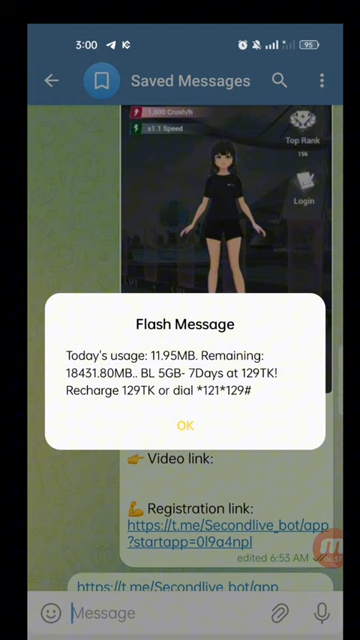 3:00
95
Saved Messages
1,000 Crush/h
x1.1 Speed
Top Rank
156
Login
Flash Message
Today's usage: 11.95MB. Remaining:
18431.80MB.. BL 5GB- 7Days at 129TK!
Recharge 129TK or dial *121*129#
OK
👉 Video link:
💪 Registration link:
https://t.me/Secondlive_bot/app
?startapp=0l9a4npl
edited 6:53 AM
https://t.me/Secondlive_bot/app
Message